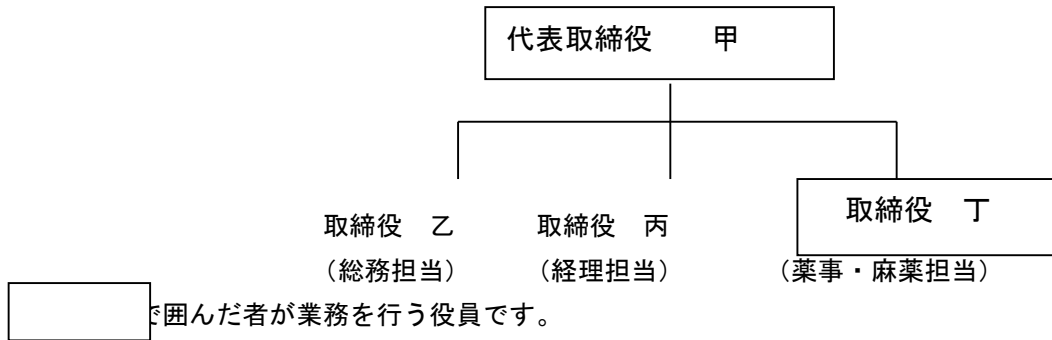 代表取締役　　甲
取締役　乙　　　取締役　丙　　　取締役　丁
（総務担当）　　（経理担当）　　（薬事・麻薬担当）
で囲んだ者が業務を行う役員です。